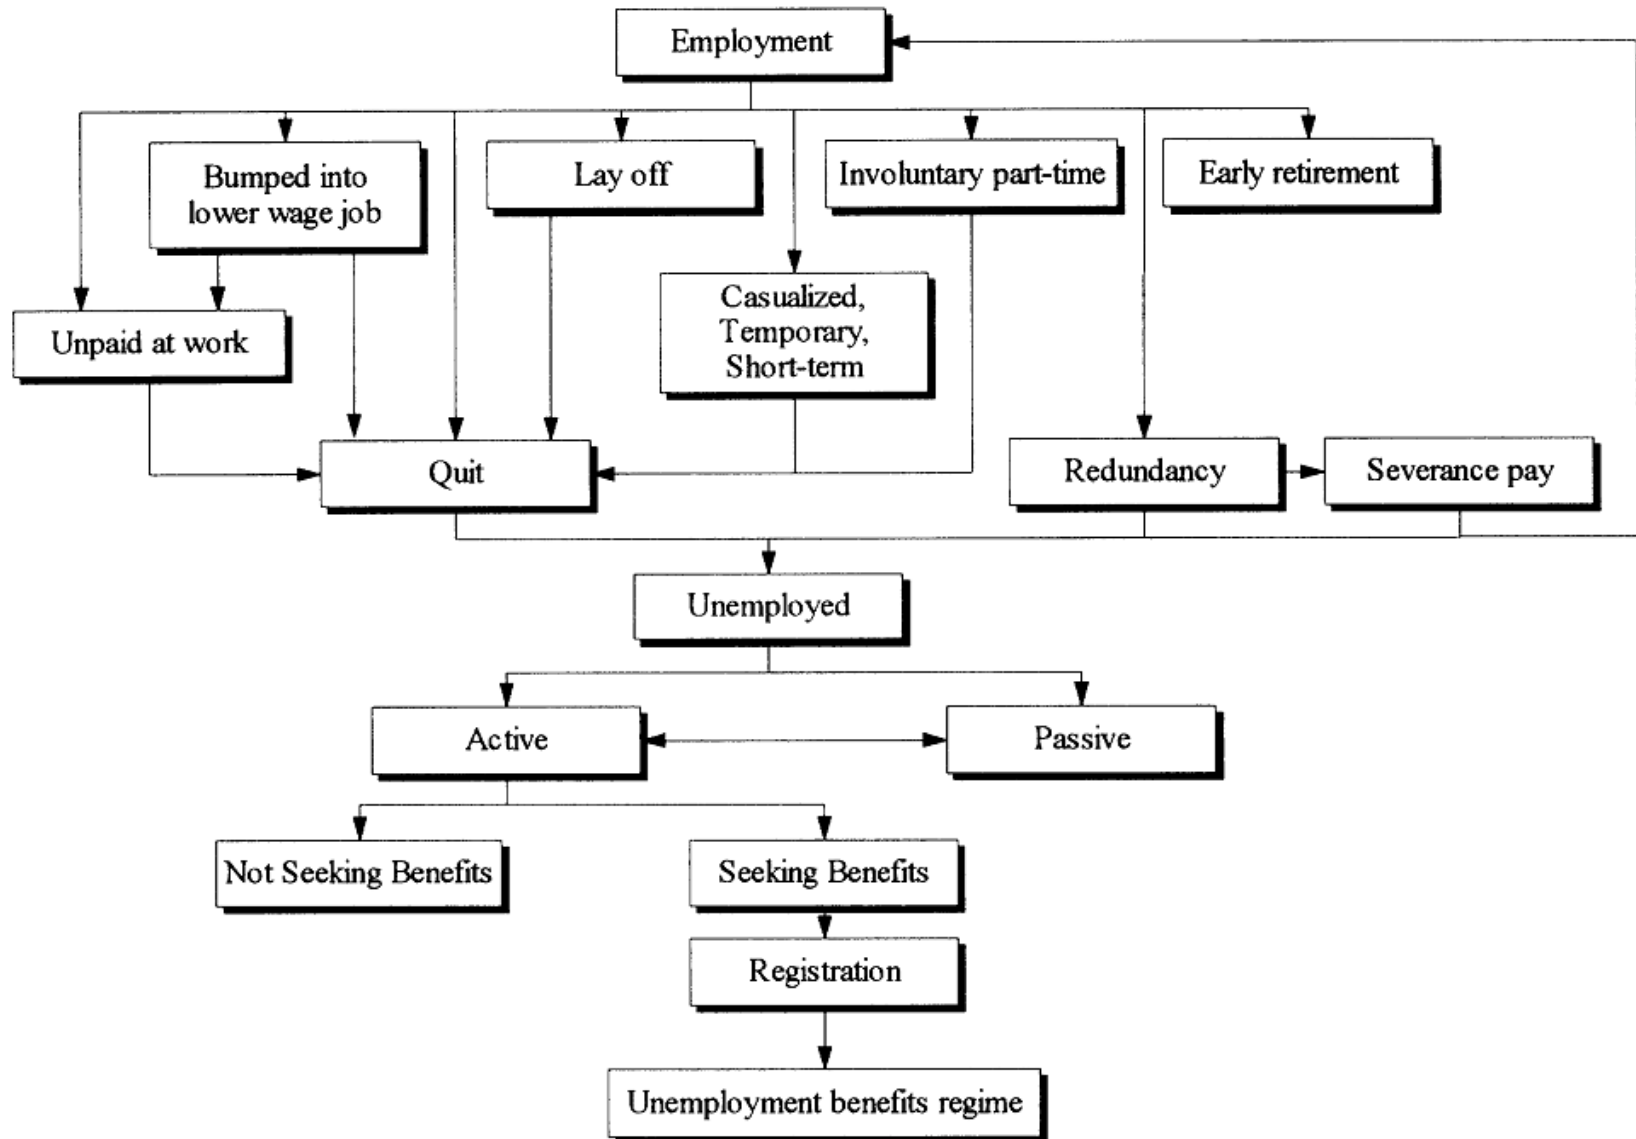 Employment
Bumped into
lower wage job
Lay off
Involuntary part-time
Early retirement
Unpaid at work
Casualized,
Temporary,
Short-term
Quit
Redundancy
Severance pay
Unemployed
Active
Passive
Not Seeking Benefits
Seeking Benefits
Registration
Unemployment benefits regime